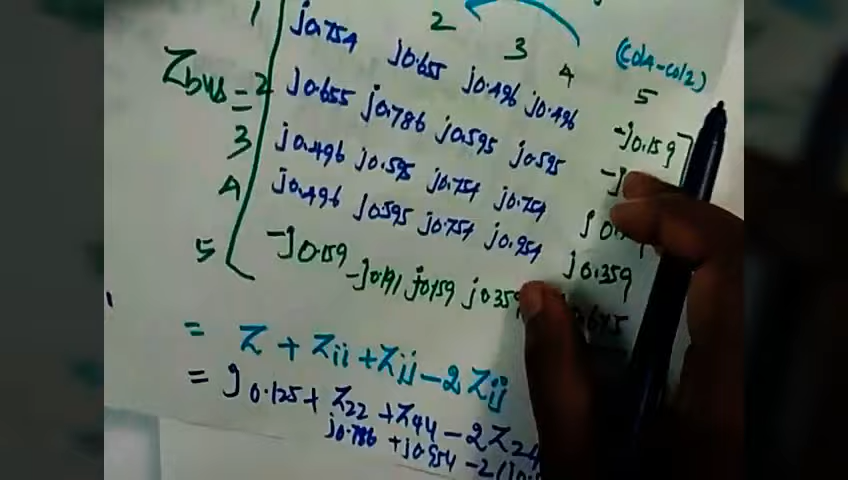 1 2 3 4 (Col4-Col2) 5
j0.754 j0.655 j0.496 j0.496 -j0.159
Zbus = 2 j0.655 j0.786 j0.595 j0.595
3 j0.496 j0.595 j0.754 j0.754
4 j0.496 j0.595 j0.754 j0.954 j0.359
5 -j0.159 -j0.191 j0.159 j0.359
= Z + Zii + Zjj - 2Zij
= j0.125 + Z22 + Z44 - 2Z24
j0.786 + j0.954 - 2(